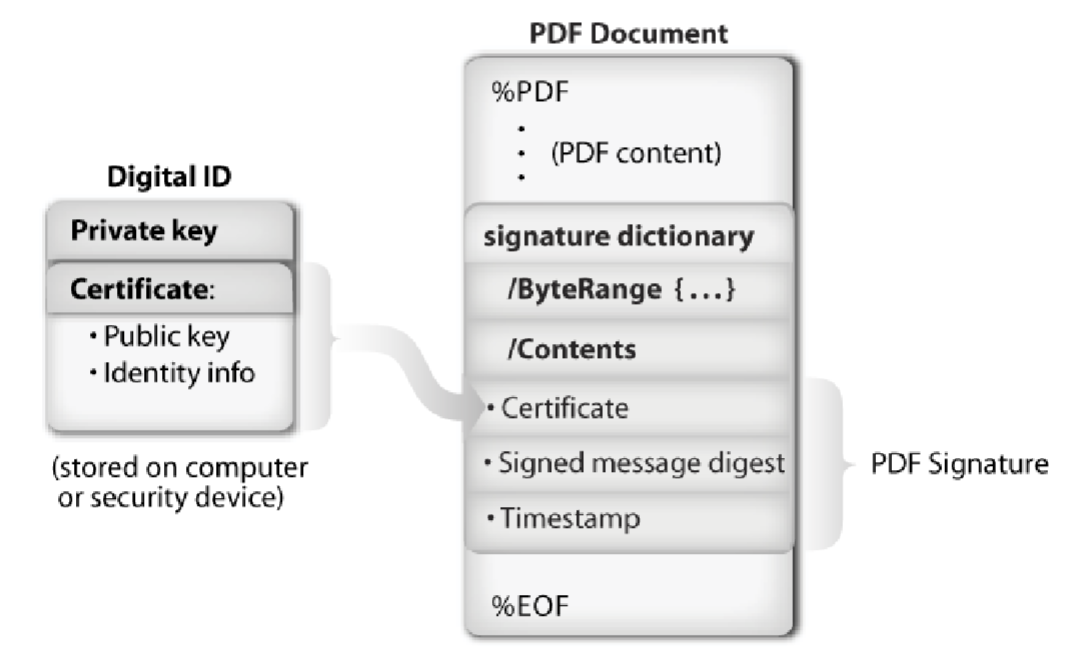 PDF Document
%PDF
•
• (PDF content)
•
Digital ID
Private key
Certificate:
• Public key
• Identity info
(stored on computer
or security device)
signature dictionary
/ByteRange {...}
/Contents
• Certificate
• Signed message digest
• Timestamp
PDF Signature
%EOF